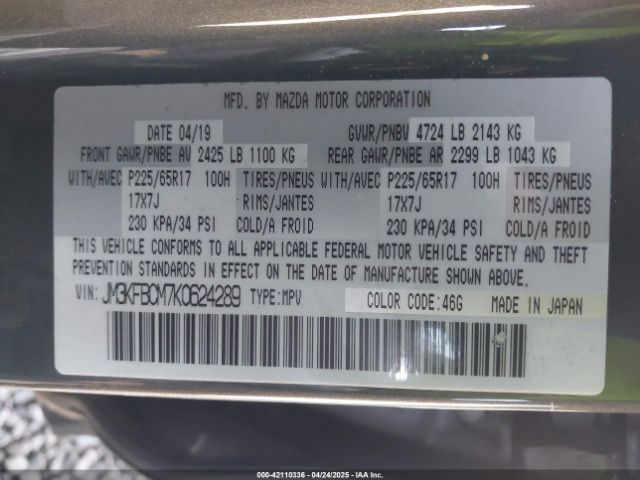 MFD. BY MAZDA MOTOR CORPORATION
DATE 04/19 GVWR/PNBV 4724 LB 2143 KG
FRONT GAWR/PNBE AV 2425 LB 1100 KG REAR GAWR/PNBE AR 2299 LB 1043 KG
WITH/AVEC P225/65R17 100H TIRES/PNEUS WITH/AVEC P225/65R17 100H TIRES/PNEUS
17X7J RIMS/JANTES 17X7J RIMS/JANTES
230 KPA/34 PSI COLD/A FROID 230 KPA/34 PSI COLD/A FROID
THIS VEHICLE CONFORMS TO ALL APPLICABLE FEDERAL MOTOR VEHICLE SAFETY AND THEFT
PREVENTION STANDARDS IN EFFECT ON THE DATE OF MANUFACTURE SHOWN ABOVE.
VIN: JM3KFBCM7K0624289 TYPE:MPV COLOR CODE:46G MADE IN JAPAN
000-42110336 - 04/24/2025 - IAA Inc.